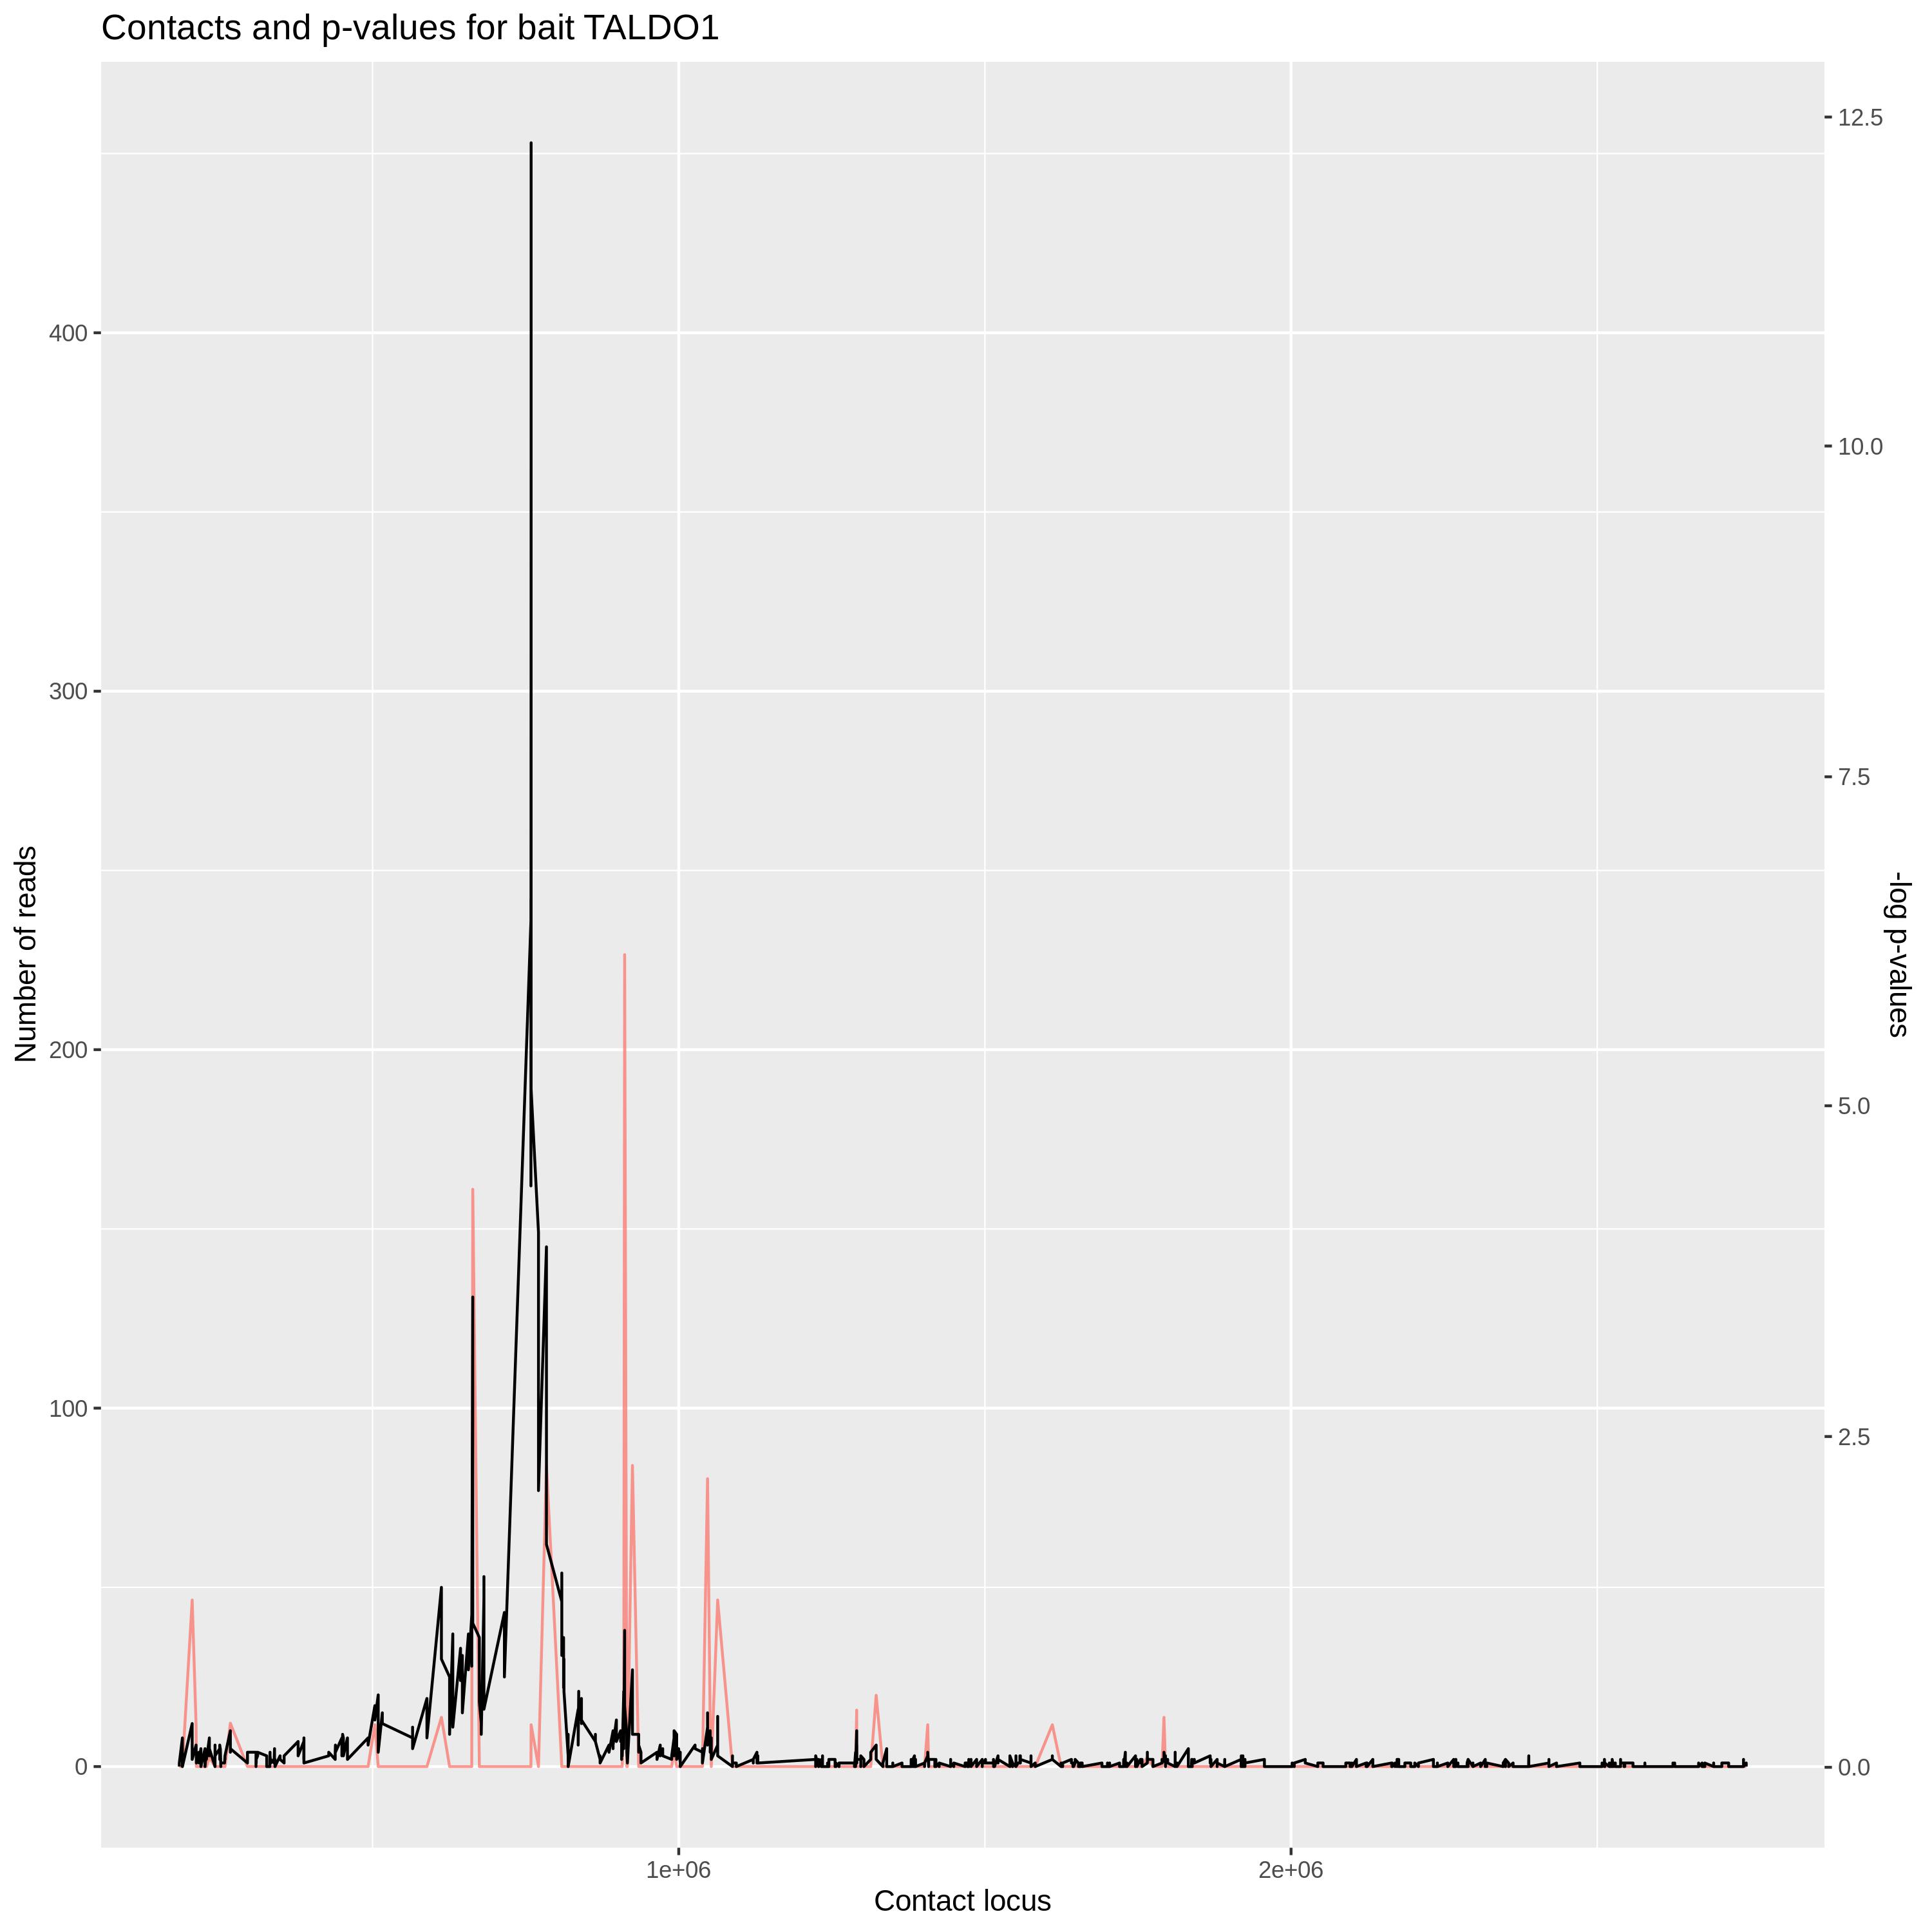 Contacts and p-values for bait TALDO1
Number of reads
400
300
200
100
0
12.5
10.0
7.5
5.0
2.5
0.0
-log p-values
1e+06
2e+06
Contact locus